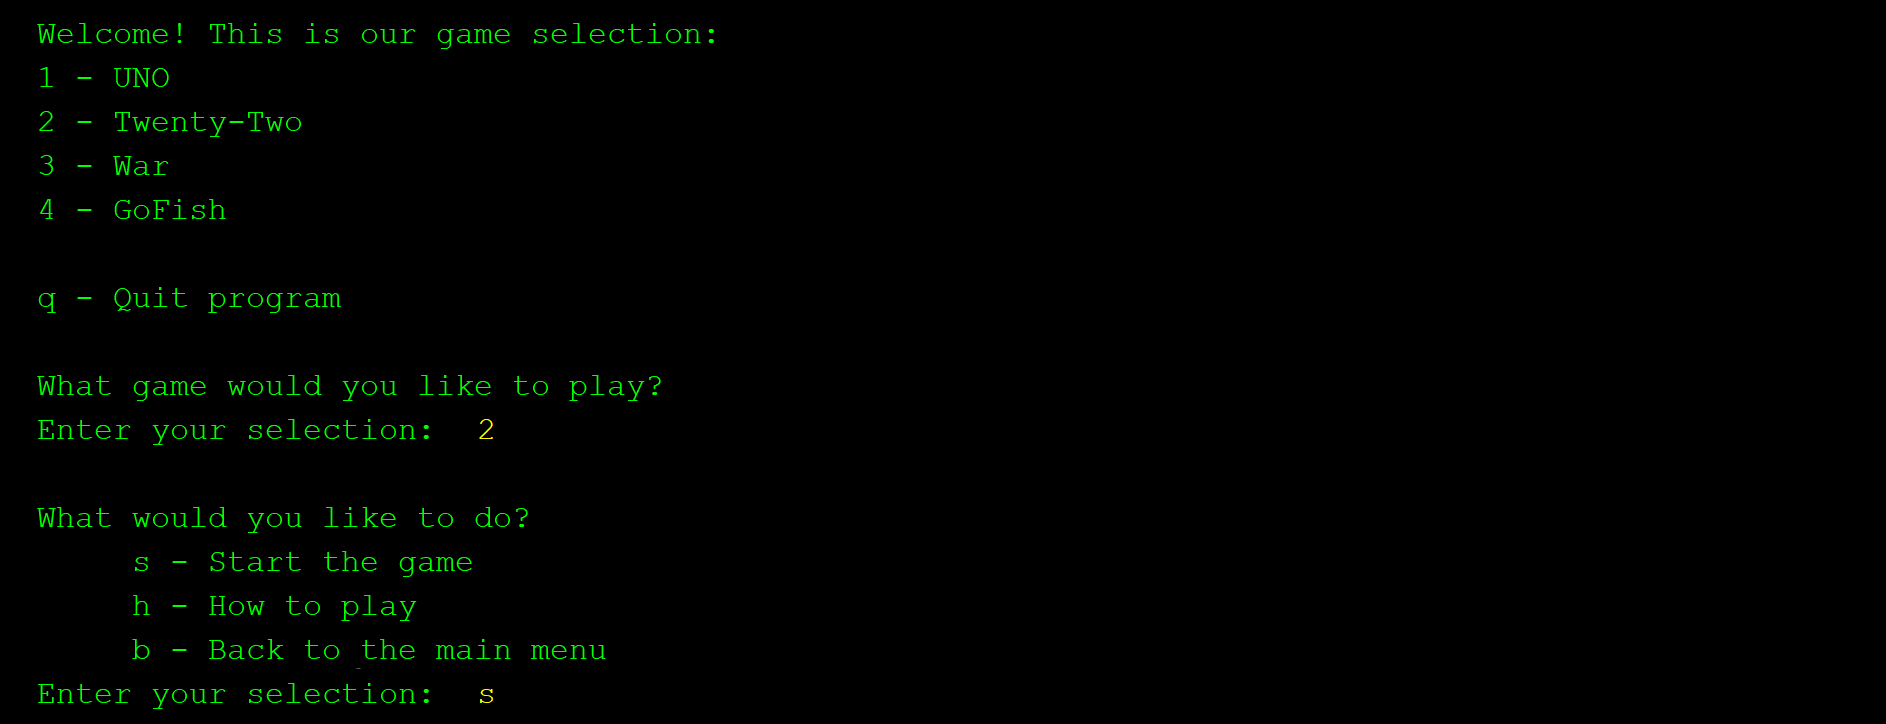 Welcome! This is our game selection:
1 - UNO
2 - Twenty-Two
3 - War
4 - GoFish
q - Quit program
What game would you like to play?
Enter your selection: 2
What would you like to do?
s - Start the game
h - How to play
b - Back to the main menu
Enter your selection: s